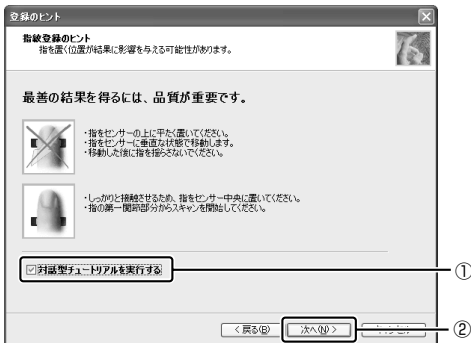 登録のヒント
指紋登録のヒント
指を置く位置が結果に影響を与える可能性があります。
最善の結果を得るには、品質が重要です。
・指をセンサーの上に平たく置いてください。
・指をセンサーに垂直な状態で移動します。
・移動した後に指を揺らさないでください。
・しっかりと接触させるため、指をセンサー中央に置いてください。
・指の第一関節部分からスキャンを開始してください。
対話型チュートリアルを実行する
①
< 戻る(B)
次へ(N) >
②